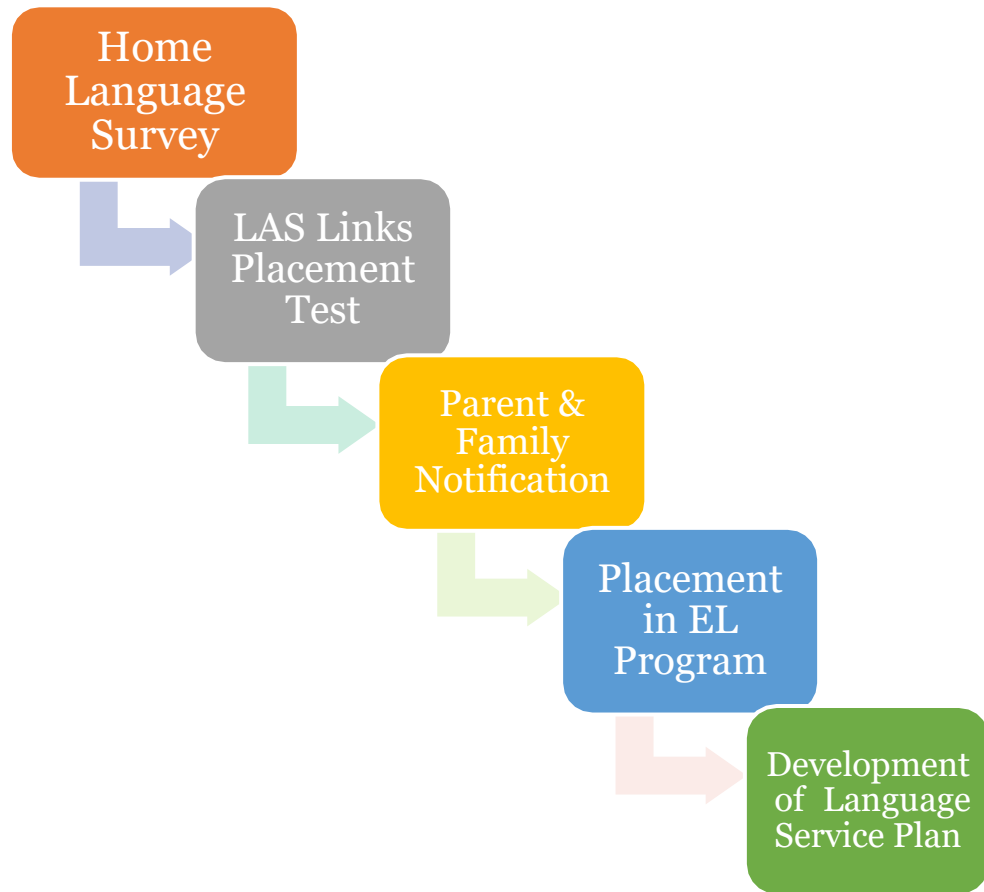 Home
Language
Survey
LAS Links
Placement
Test
Parent &
Family
Notification
Placement
in EL
Program
Development
of Language
Service Plan